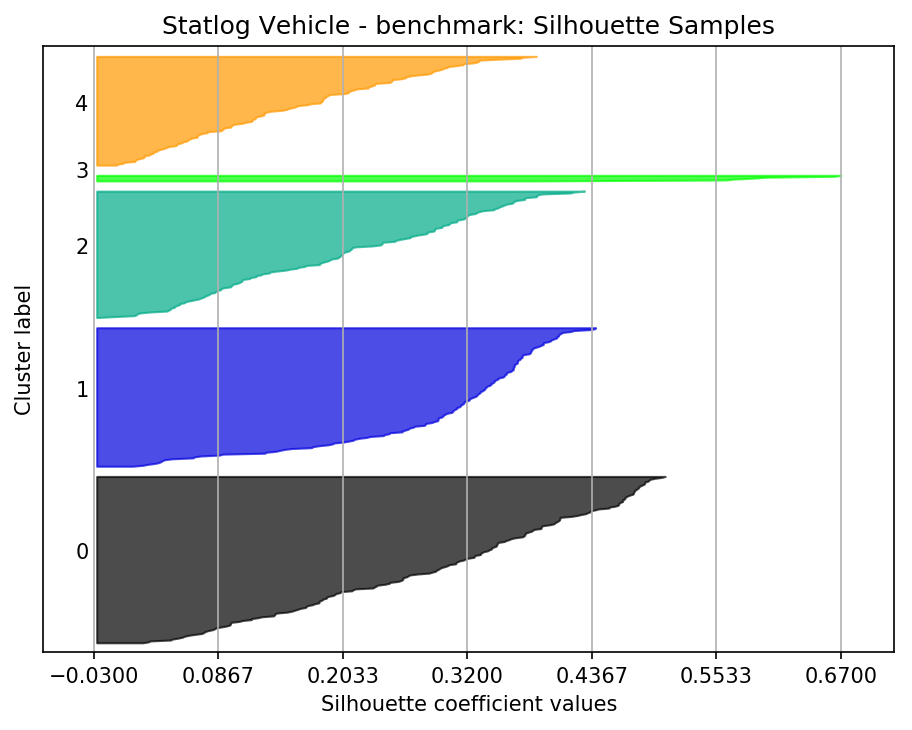 Statlog Vehicle - benchmark: Silhouette Samples
4
3
2
1
0
Cluster label
−0.0300 0.0867 0.2033 0.3200 0.4367 0.5533 0.6700
Silhouette coefficient values